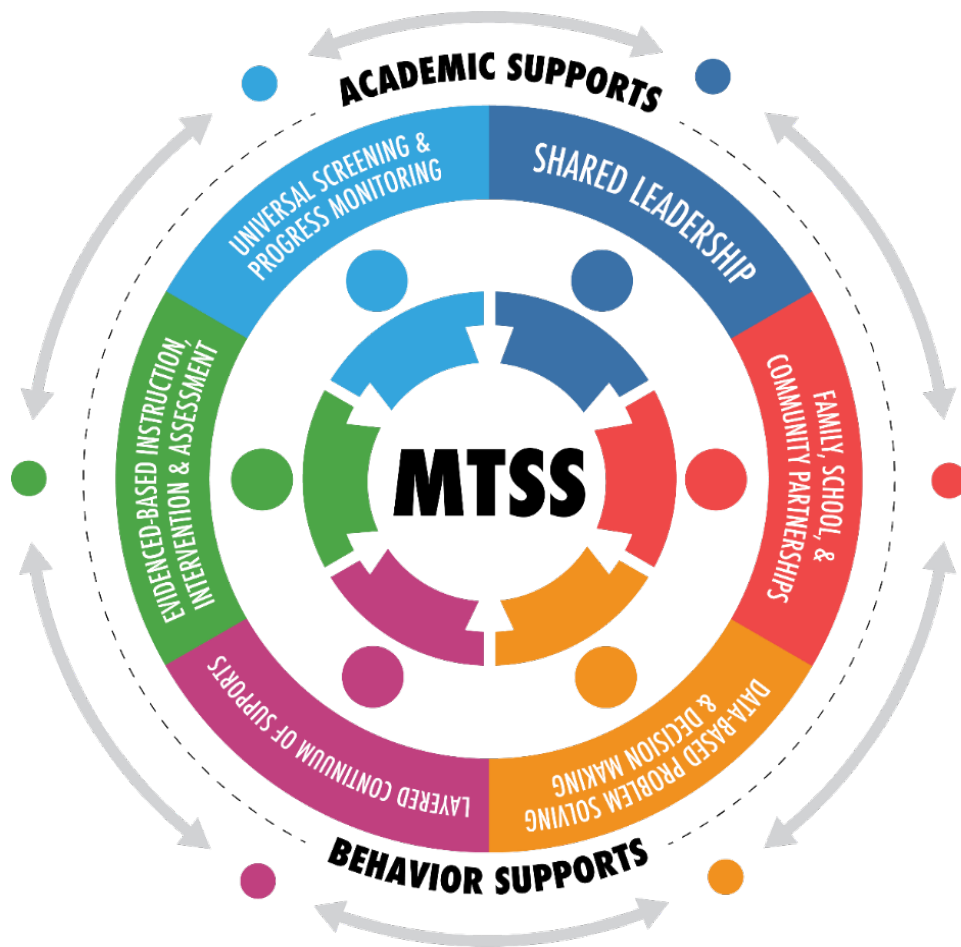 ACADEMIC SUPPORTS
UNIVERSAL SCREENING &
PROGRESS MONITORING
SHARED LEADERSHIP
FAMILY, SCHOOL, &
COMMUNITY PARTNERSHIPS
DATA-BASED PROBLEM SOLVING
& DECISION MAKING
LAYERED CONTINUUM OF SUPPORTS
EVIDENCED-BASED INSTRUCTION,
INTERVENTION & ASSESSMENT
MTSS
BEHAVIOR SUPPORTS